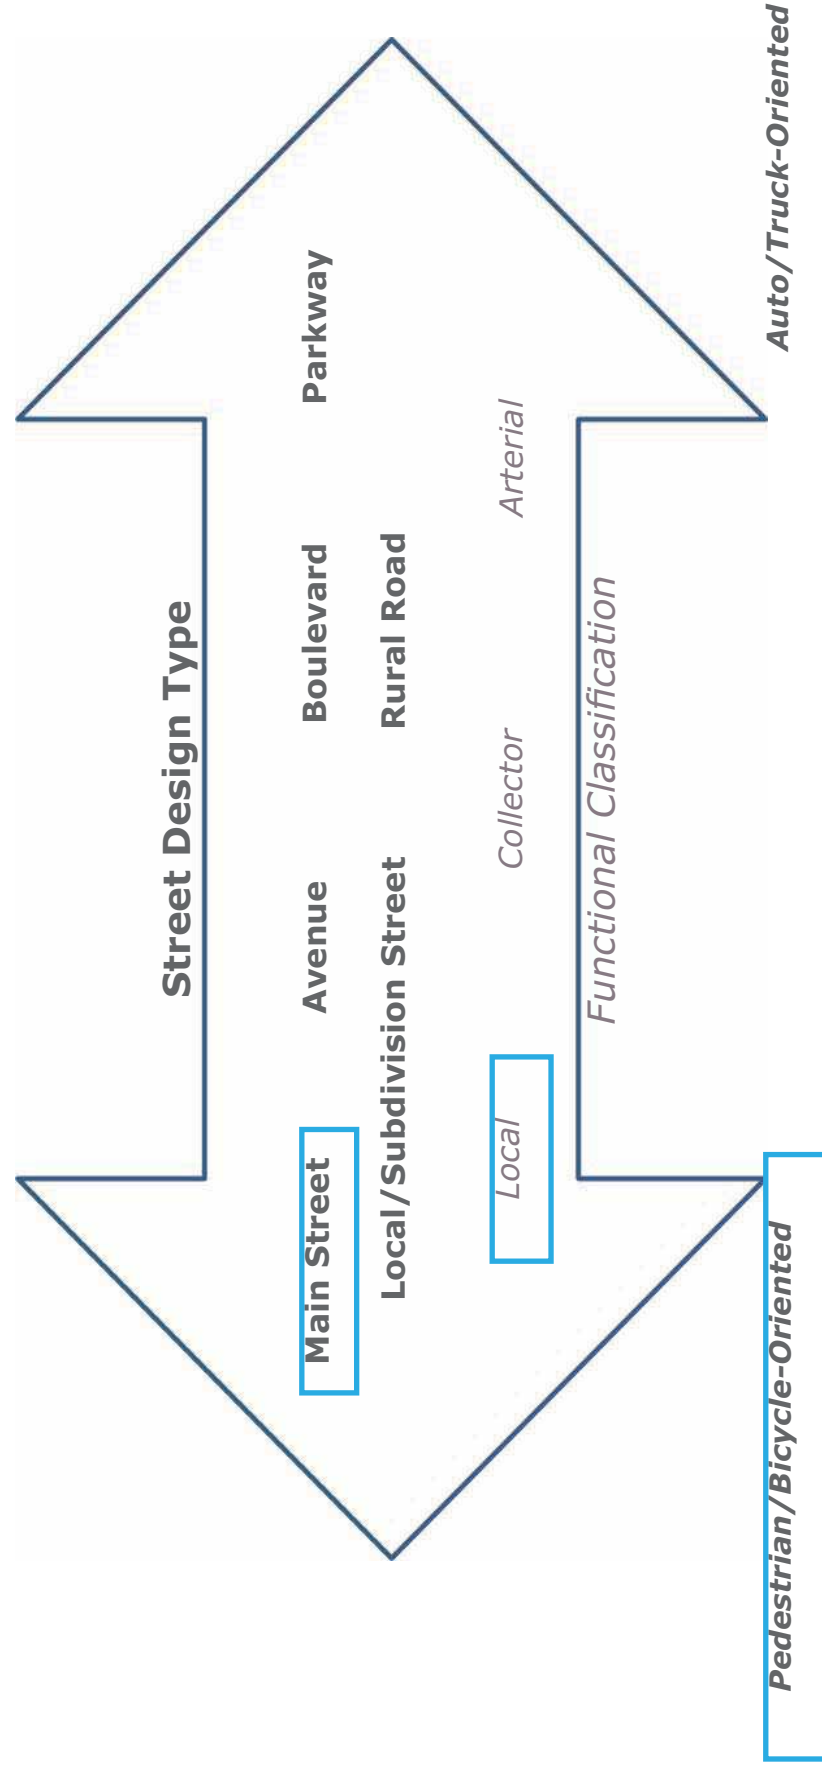 Street Design Type
Main Street
Avenue
Boulevard
Parkway
Local/Subdivision Street
Rural Road
Local
Collector
Arterial
Functional Classification
Pedestrian/Bicycle-Oriented
Auto/Truck-Oriented